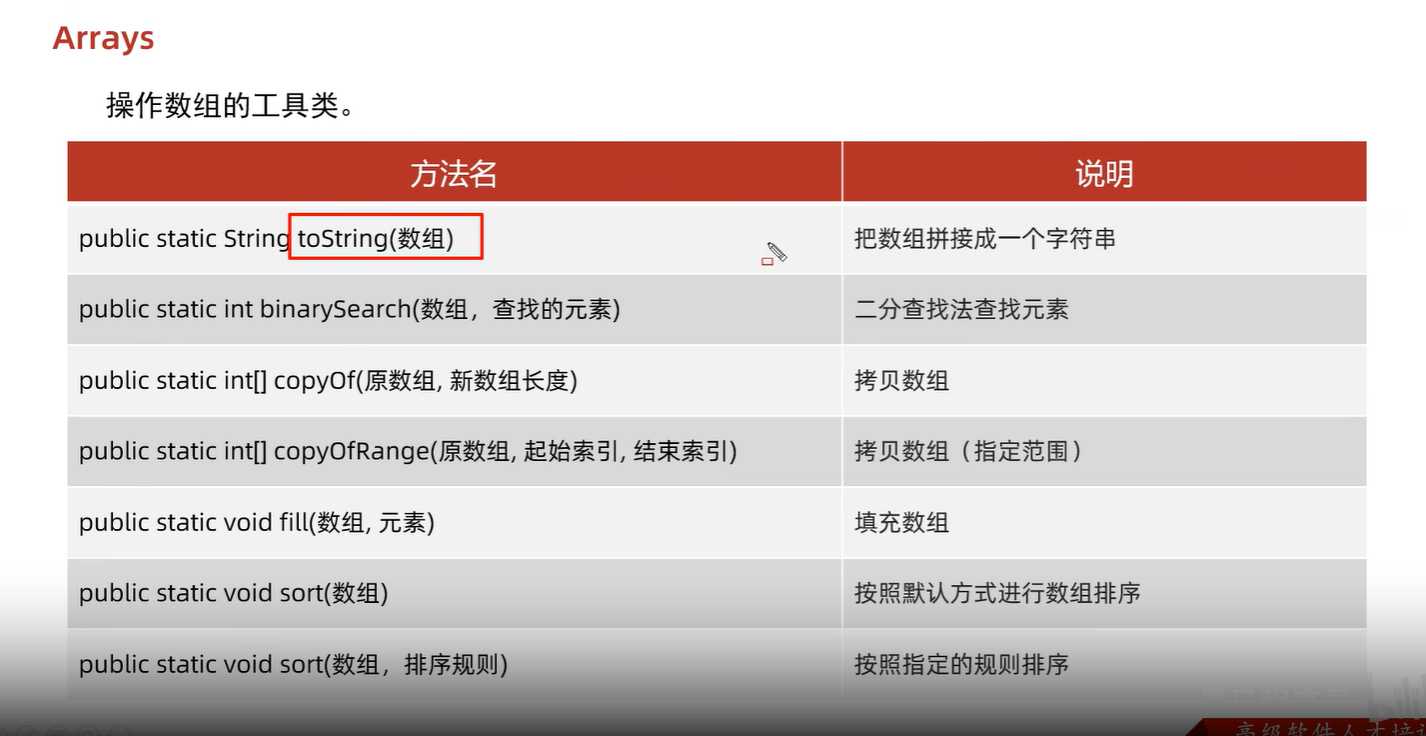 Arrays
操作数组的工具类。
方法名 说明
public static String toString(数组) 把数组拼接成一个字符串
public static int binarySearch(数组，查找的元素) 二分查找法查找元素
public static int[] copyOf(原数组, 新数组长度) 拷贝数组
public static int[] copyOfRange(原数组, 起始索引, 结束索引) 拷贝数组（指定范围）
public static void fill(数组, 元素) 填充数组
public static void sort(数组) 按照默认方式进行数组排序
public static void sort(数组，排序规则) 按照指定的规则排序
高级软件人才培